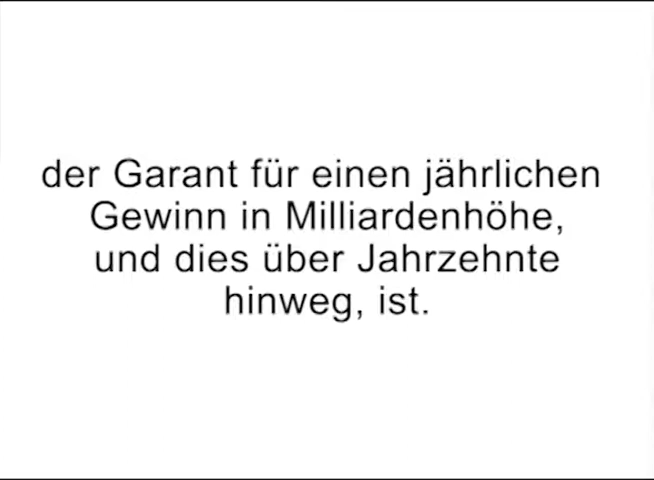 der Garant für einen jährlichen
Gewinn in Milliardenhöhe,
und dies über Jahrzehnte
hinweg, ist.